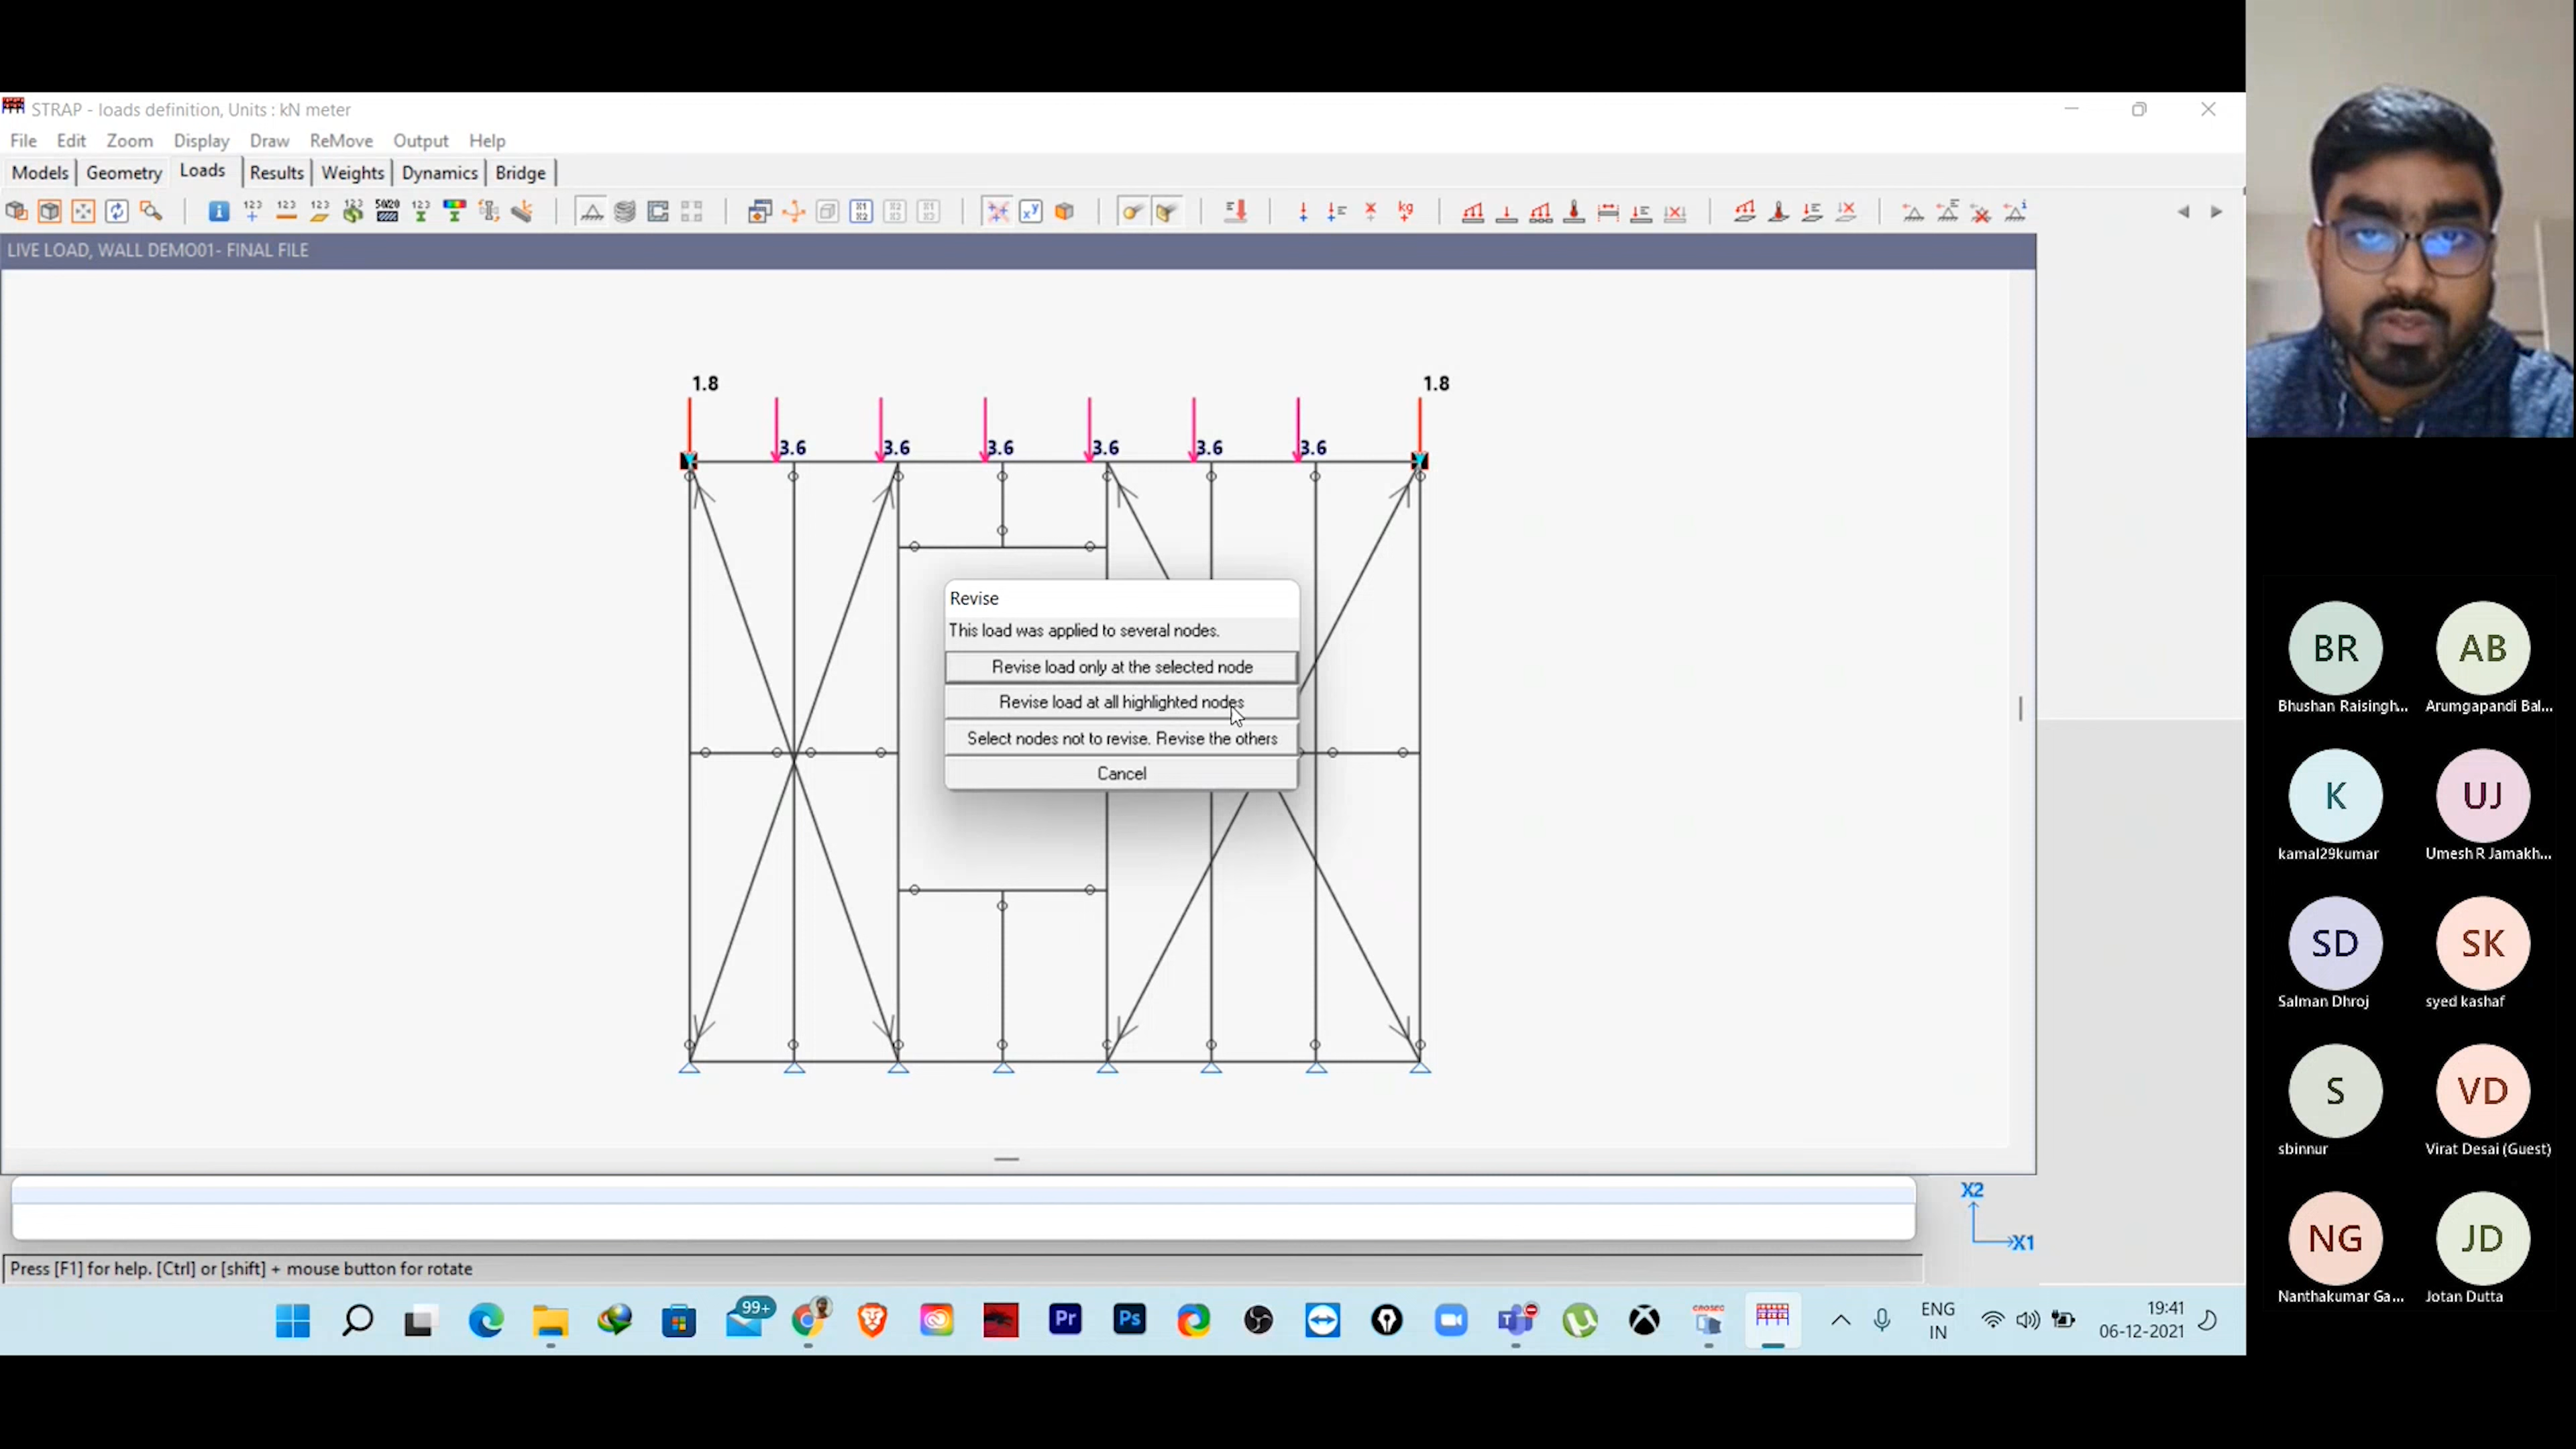 STRAP - loads definition, Units : kN meter
File Edit Zoom Display Draw ReMove Output Help
Models Geometry Loads Results Weights Dynamics Bridge
LIVE LOAD, WALL DEMO01- FINAL FILE
1.8 1.8
3.6 3.6 3.6 3.6 3.6 3.6
Revise
This load was applied to several nodes.
Revise load only at the selected node
Revise load at all highlighted nodes
Select nodes not to revise. Revise the others
Cancel
X2
X1
Press [F1] for help. [Ctrl] or [shift] + mouse button for rotate
99+
Pr
Ps
CROSEC
ENG
IN
19:41
06-12-2021
BR AB
Bhushan Raisingh... Arumgapandi Bal...
K UJ
kamal29kumar Umesh R Jamakh...
SD SK
Salman Dhroj syed kashaf
S VD
sbinnur Virat Desai (Guest)
NG JD
Nanthakumar Ga... Jotan Dutta